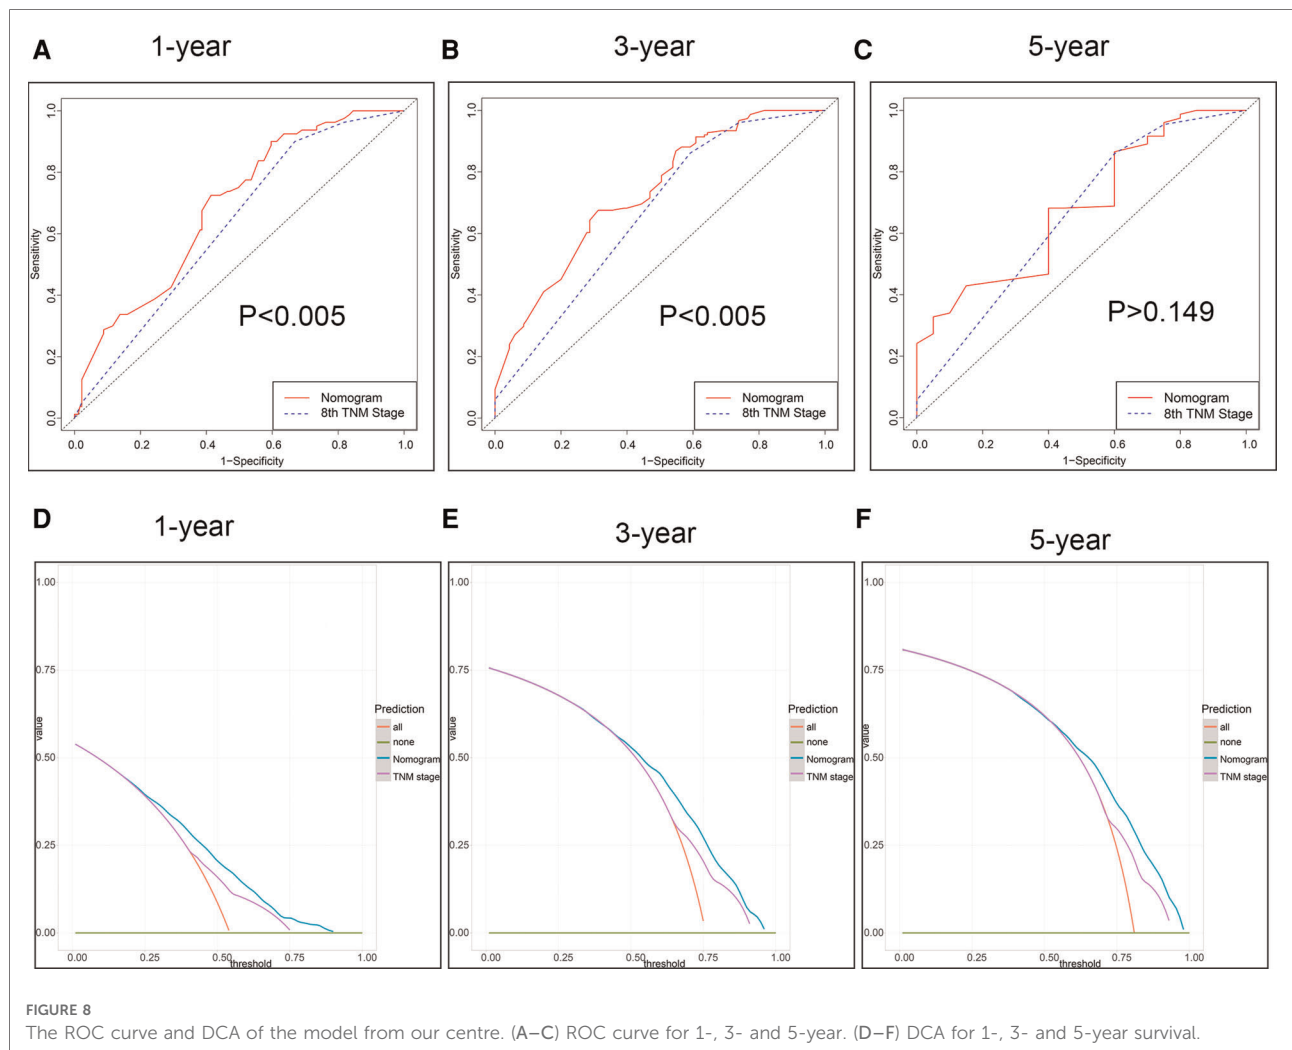 A
1-year
B
3-year
C
5-year
Sensitivity
1.0
0.8
0.6
0.4
0.2
0.0
P<0.005
Nomogram
8th TNM Stage
0.0 0.2 0.4 0.6 0.8 1.0
1−Specificity
Sensitivity
1.0
0.8
0.6
0.4
0.2
0.0
P<0.005
Nomogram
8th TNM Stage
0.0 0.2 0.4 0.6 0.8 1.0
1−Specificity
Sensitivity
1.0
0.8
0.6
0.4
0.2
0.0
P>0.149
Nomogram
8th TNM Stage
0.0 0.2 0.4 0.6 0.8 1.0
1−Specificity
D
1-year
E
3-year
F
5-year
1.00
0.75
value
0.50
0.25
0.00
Prediction
all
none
Nomogram
TNM stage
0.00 0.25 0.50 0.75 1.00
threshold
1.00
0.75
value
0.50
0.25
0.00
Prediction
all
none
Nomogram
TNM stage
0.00 0.25 0.50 0.75 1.00
threshold
1.00
0.75
value
0.50
0.25
0.00
Prediction
all
none
Nomogram
TNM stage
0.00 0.25 0.50 0.75 1.00
threshold
FIGURE 8
The ROC curve and DCA of the model from our centre. (A–C) ROC curve for 1-, 3- and 5-year. (D–F) DCA for 1-, 3- and 5-year survival.